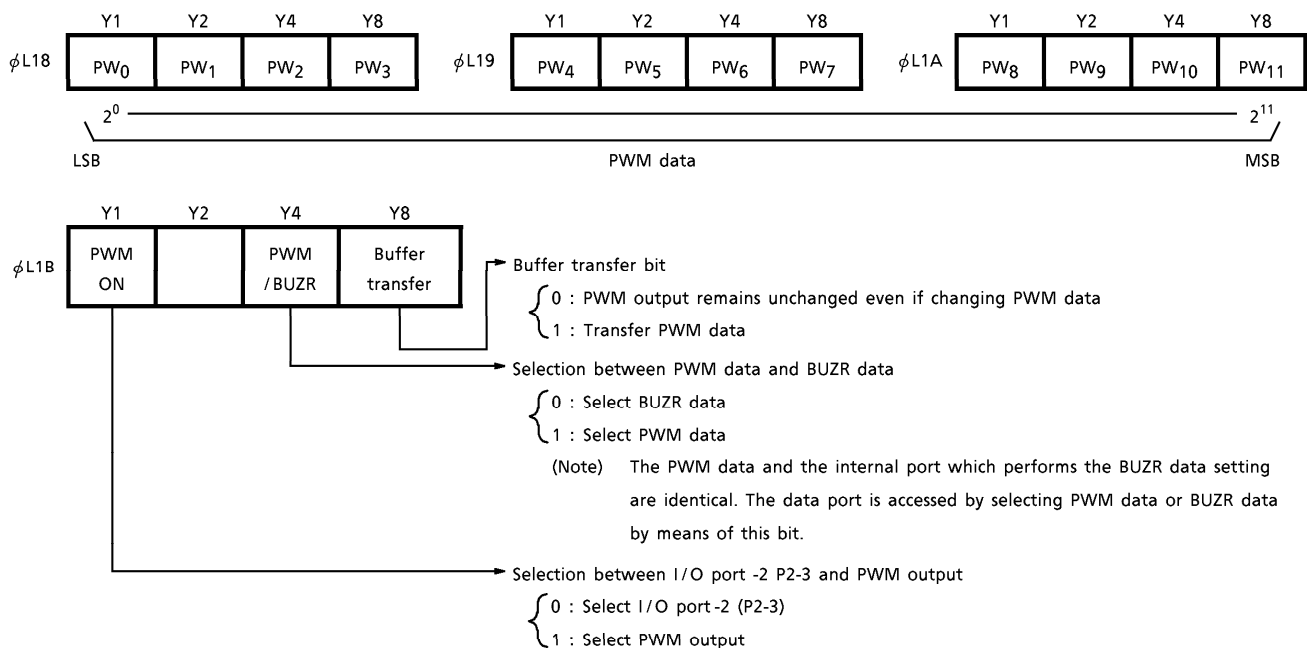 Y1 Y2 Y4 Y8 Y1 Y2 Y4 Y8 Y1 Y2 Y4 Y8
ϕL18 PW0 PW1 PW2 PW3 ϕL19 PW4 PW5 PW6 PW7 ϕL1A PW8 PW9 PW10 PW11
2^0 2^11
LSB PWM data MSB
Y1 Y2 Y4 Y8
ϕL1B PWM ON PWM /BUZR Buffer transfer
Buffer transfer bit
0 : PWM output remains unchanged even if changing PWM data
1 : Transfer PWM data
Selection between PWM data and BUZR data
0 : Select BUZR data
1 : Select PWM data
(Note) The PWM data and the internal port which performs the BUZR data setting
are identical. The data port is accessed by selecting PWM data or BUZR data
by means of this bit.
Selection between I/O port -2 P2-3 and PWM output
0 : Select I/O port -2 (P2-3)
1 : Select PWM output